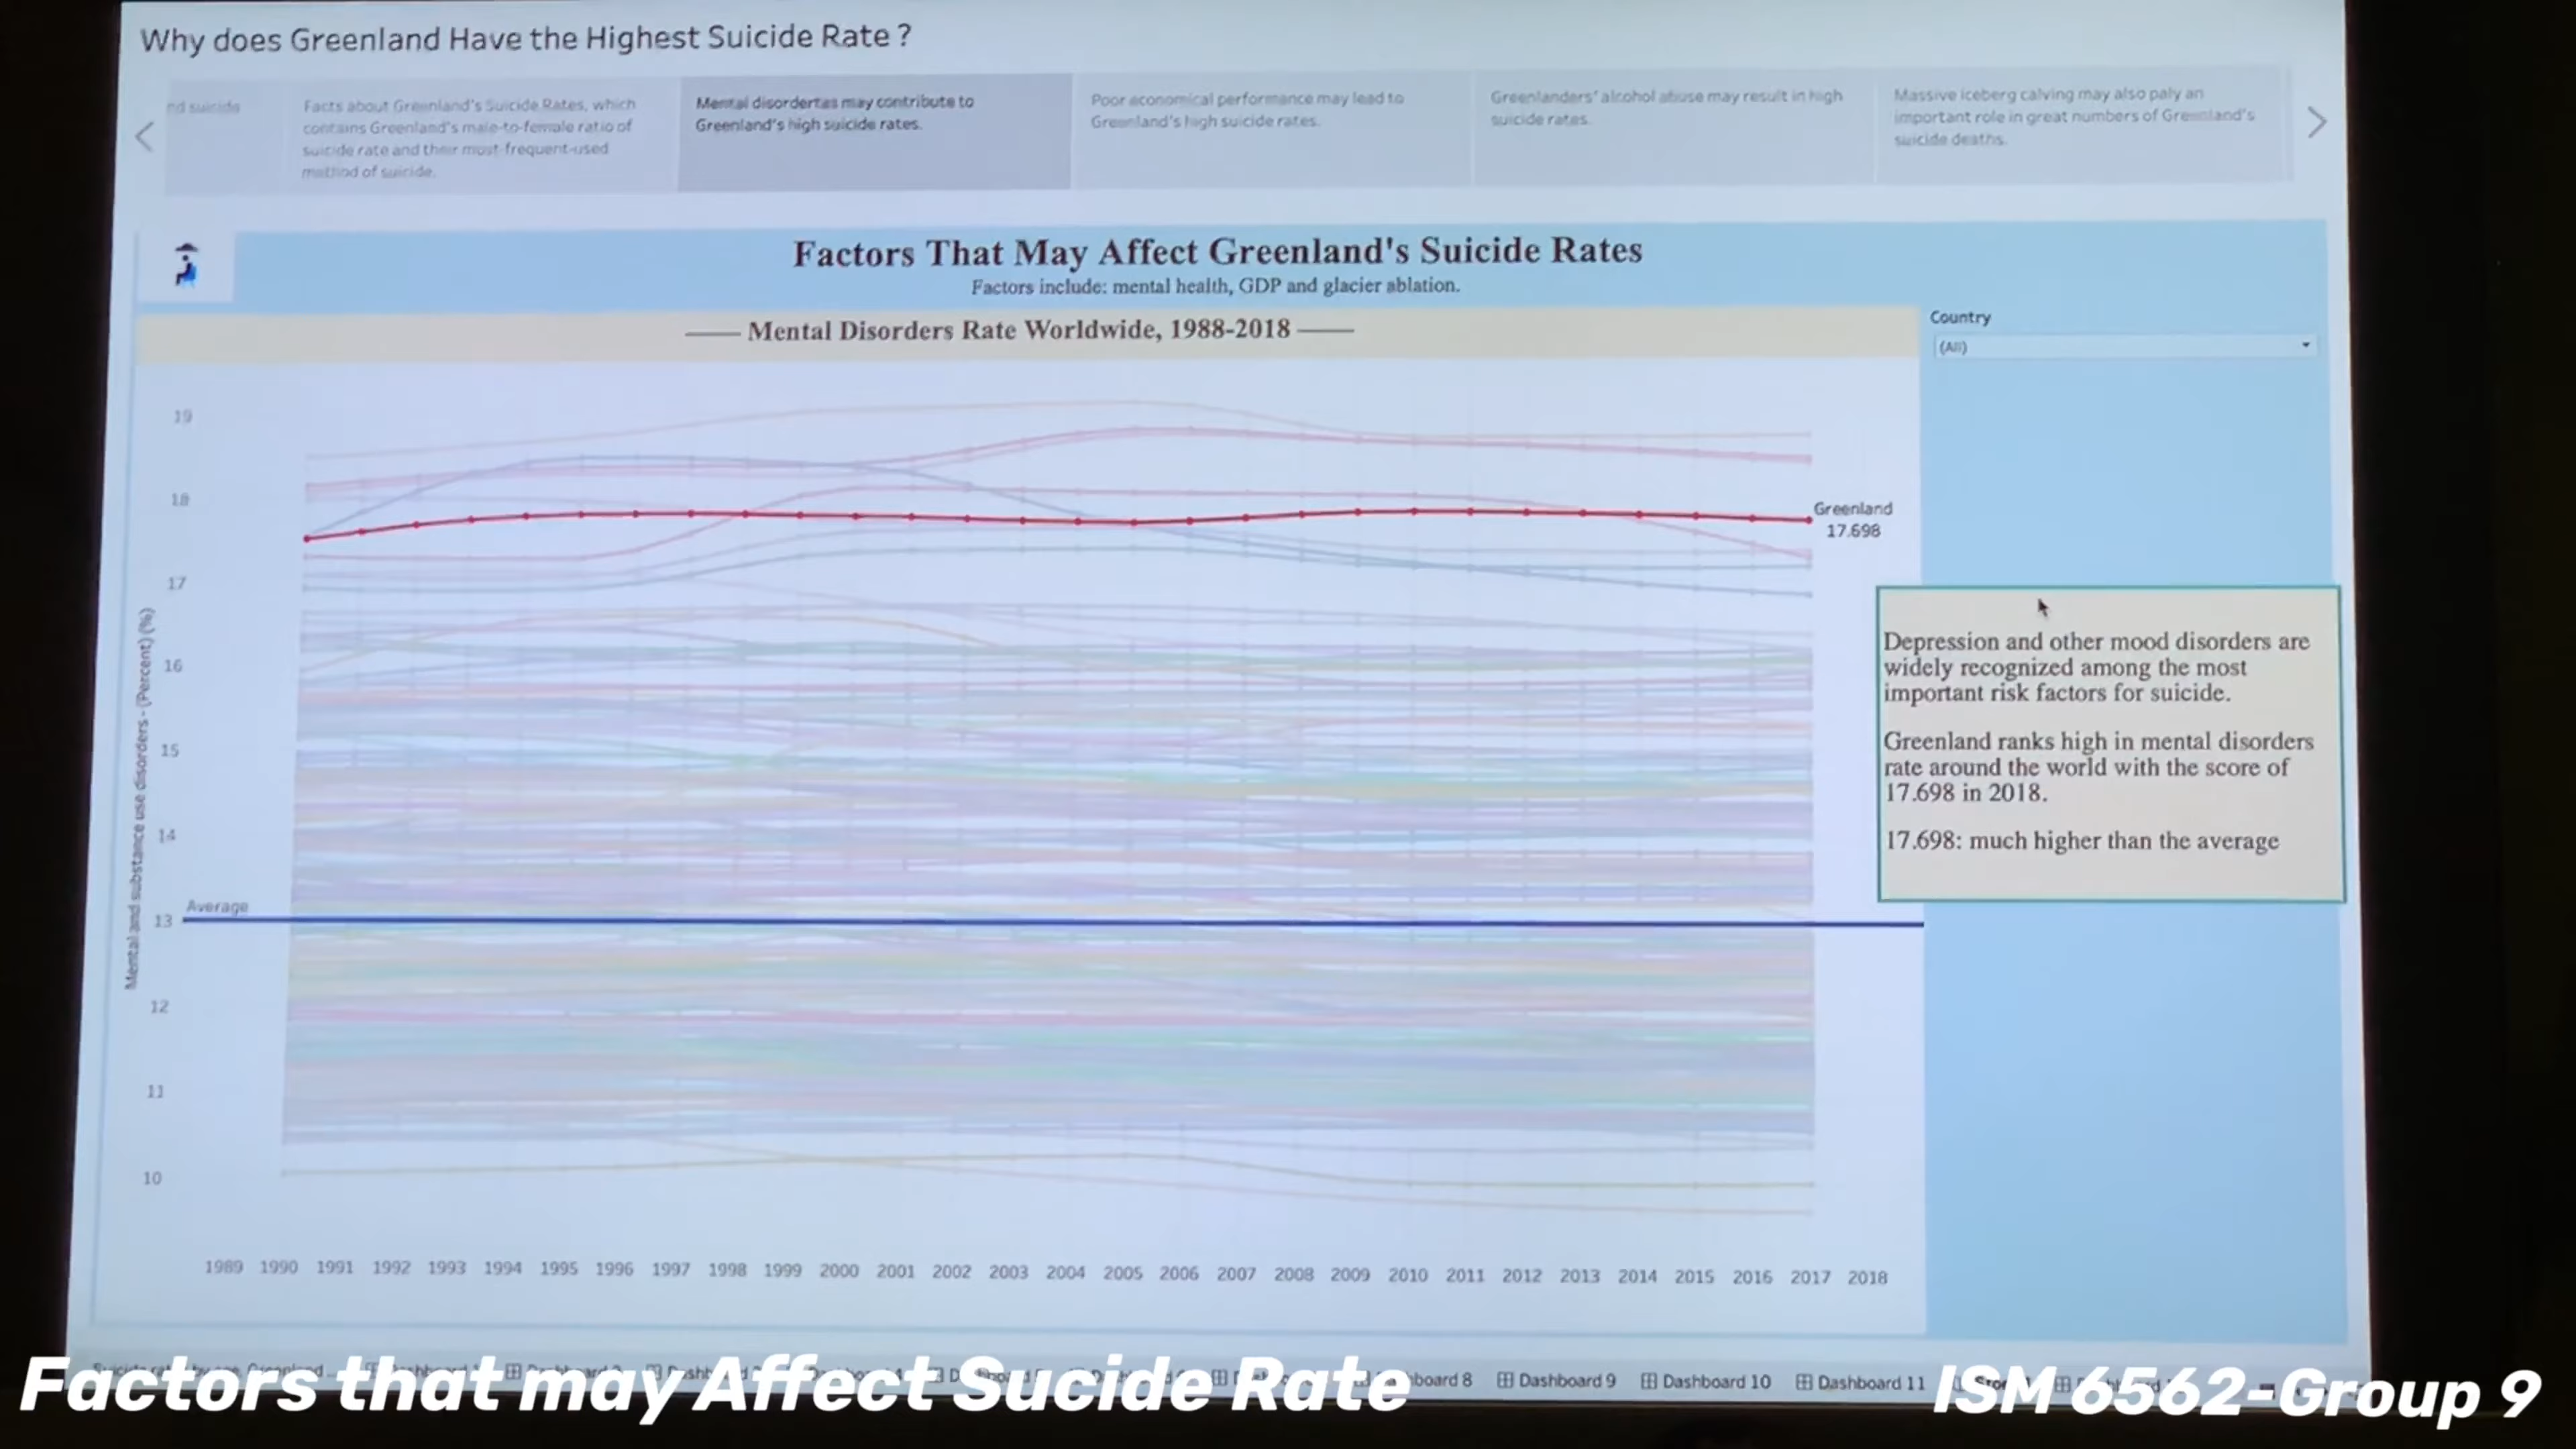 Why does Greenland Have the Highest Suicide Rate ?
nd suicide
Facts about Greenland's Suicide Rates, which
contains Greenland's male-to-female ratio of
suicide rate and their most-frequent-used
method of suicide.
Mental disordertas may contribute to
Greenland's high suicide rates.
Poor economical performance may lead to
Greenland's high suicide rates.
Greenlanders' alcohol abuse may result in high
suicide rates.
Massive iceberg calving may also paly an
important role in great numbers of Greenland's
suicide deaths.
Factors That May Affect Greenland's Suicide Rates
Factors include: mental health, GDP and glacier ablation.
Mental Disorders Rate Worldwide, 1988-2018
Country
(All)
Mental and substance use disorders - (Percent) (%)
19
18
17
16
15
14
13
12
11
10
Average
Greenland
17.698
Depression and other mood disorders are
widely recognized among the most
important risk factors for suicide.
Greenland ranks high in mental disorders
rate around the world with the score of
17.698 in 2018.
17.698: much higher than the average
1989 1990 1991 1992 1993 1994 1995 1996 1997 1998 1999 2000 2001 2002 2003 2004 2005 2006 2007 2008 2009 2010 2011 2012 2013 2014 2015 2016 2017 2018
board 8 Dashboard 9 Dashboard 10 Dashboard 11
Factors that may Affect Sucide Rate
ISM 6562-Group 9